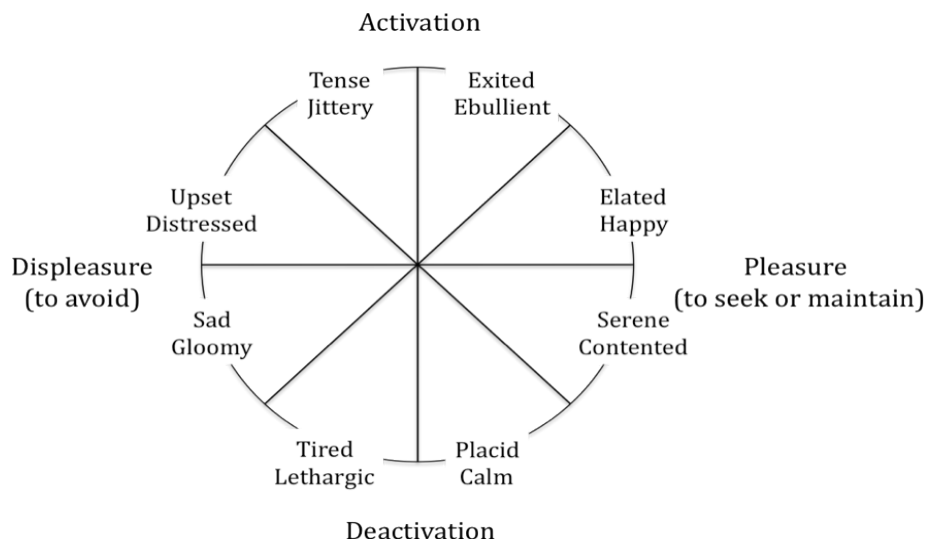 Activation
Tense
Jittery
Exited
Ebullient
Upset
Distressed
Elated
Happy
Displeasure
(to avoid)
Pleasure
(to seek or maintain)
Sad
Gloomy
Serene
Contented
Tired
Lethargic
Placid
Calm
Deactivation